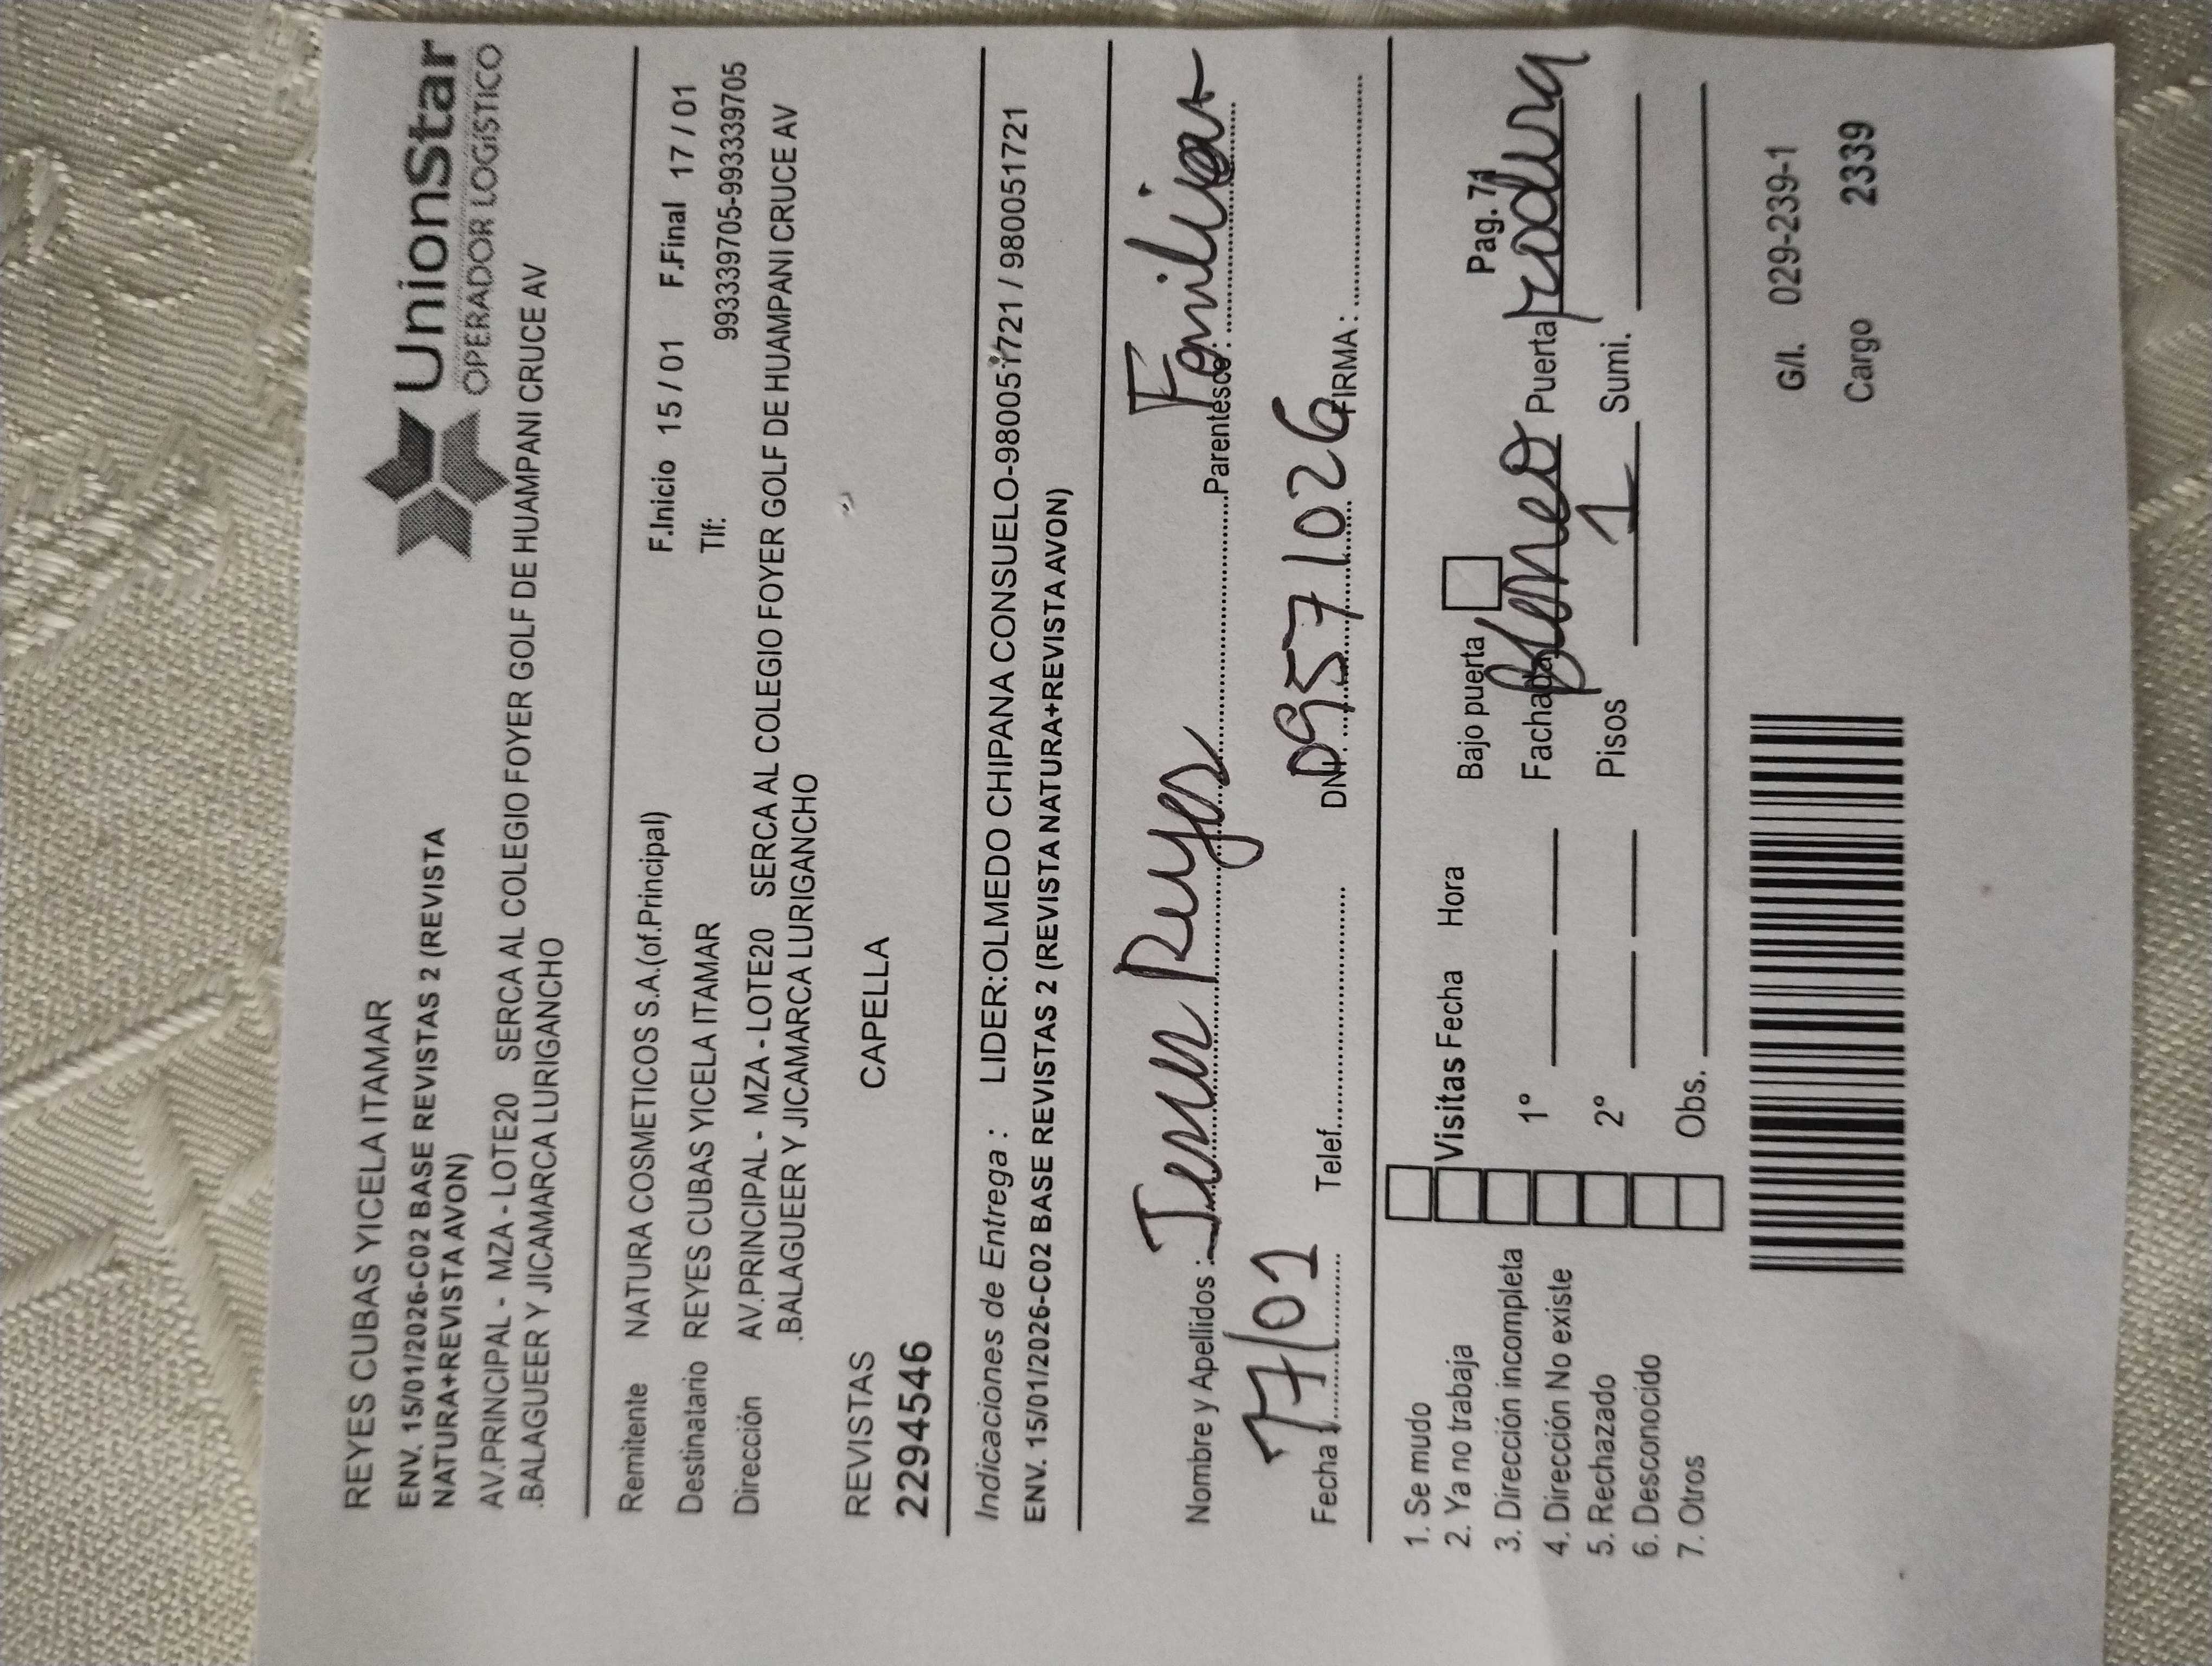 UnionStar
OPERADOR LOGÍSTICO
REYES CUBAS YICELA ITAMAR
ENV. 15/01/2026-C02 BASE REVISTAS 2 (REVISTA
NATURA+REVISTA AVON)
AV.PRINCIPAL - MZA - LOTE20 SERCA AL COLEGIO FOYER GOLF DE HUAMPANI CRUCE AV
.BALAGUEER Y JICAMARCA LURIGANCHO
Remitente NATURA COSMETICOS S.A.(of.Principal) F.Inicio 15 / 01 F.Final 17 / 01
Destinatario REYES CUBAS YICELA ITAMAR Tlf: 993339705-993339705
Dirección AV.PRINCIPAL - MZA - LOTE20 SERCA AL COLEGIO FOYER GOLF DE HUAMPANI CRUCE AV
.BALAGUEER Y JICAMARCA LURIGANCHO
REVISTAS CAPELLA
2294546
Indicaciones de Entrega : LIDER:OLMEDO CHIPANA CONSUELO-980051721 / 980051721
ENV. 15/01/2026-C02 BASE REVISTAS 2 (REVISTA NATURA+REVISTA AVON)
Nombre y Apellidos : Reyes Parentesco : Familiar
Fecha 17/01 Telef. DNI: 09571026 FIRMA:
1. Se mudo
2. Ya no trabaja Visitas Fecha Hora Bajo puerta Pag. 71
3. Dirección incompleta 1° Fachada blanco Puerta
4. Dirección No existe
5. Rechazado 2° Pisos 1 Sumi.
6. Desconocido
7. Otros Obs.
G/I. 029-239-1
Cargo 2339